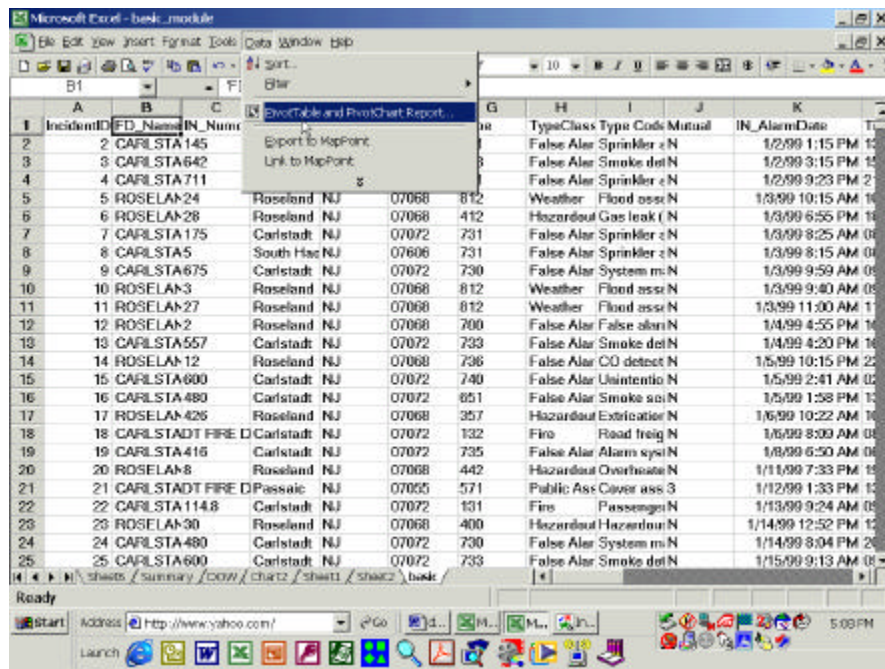 Microsoft Excel - basic_module
File Edit View Insert Format Tools Data Window Help
10 B I U $
B1
Sort...
Filter
PivotTable and PivotChart Report...
Export to MapPoint
Link to MapPoint
A B C G H I J K
1 IncidentID FD_Name IN_Num TypeClass Type Code Mutual IN_AlarmDate
2 2 CARLSTA 145 False Alar Sprinkler a N 1/2/99 1:15 PM
3 3 CARLSTA 642 False Alar Smoke det N 1/2/99 3:15 PM
4 4 CARLSTA 711 False Alar Sprinkler a N 1/2/99 9:23 PM
5 5 ROSELAN 24 Roseland NJ 07068 812 Weather Flood asse N 1/3/99 10:15 AM
6 6 ROSELAN 28 Roseland NJ 07068 412 Hazardout Gas leak ( N 1/3/99 6:55 PM
7 7 CARLSTA 175 Carlstadt NJ 07072 731 False Alar Sprinkler a N 1/3/99 8:25 AM
8 8 CARLSTA 5 South Hac NJ 07606 731 False Alar Sprinkler a N 1/3/99 8:15 AM
9 9 CARLSTA 675 Carlstadt NJ 07072 730 False Alar System m N 1/3/99 9:59 AM
10 10 ROSELAN 3 Roseland NJ 07068 812 Weather Flood asse N 1/3/99 9:40 AM
11 11 ROSELAN 27 Roseland NJ 07068 812 Weather Flood asse N 1/3/99 11:00 AM
12 12 ROSELAN 2 Roseland NJ 07068 700 False Alar False alarr N 1/4/99 4:55 PM
13 13 CARLSTA 557 Carlstadt NJ 07072 733 False Alar Smoke det N 1/4/99 4:20 PM
14 14 ROSELAN 12 Roseland NJ 07068 736 False Alar CO detect N 1/5/99 10:15 PM
15 15 CARLSTA 600 Carlstadt NJ 07072 740 False Alar Unintentio N 1/5/99 2:41 AM
16 16 CARLSTA 480 Carlstadt NJ 07072 651 False Alar Smoke sca N 1/5/99 1:58 PM
17 17 ROSELAN 426 Roseland NJ 07068 357 Hazardout Extrication N 1/6/99 10:22 AM
18 18 CARLSTADT FIRE D Carlstadt NJ 07072 132 Fire Road freig N 1/6/99 8:09 AM
19 19 CARLSTA 416 Carlstadt NJ 07072 735 False Alar Alarm syst N 1/8/99 6:50 AM
20 20 ROSELAN 8 Roseland NJ 07068 442 Hazardout Overheate N 1/11/99 7:33 PM
21 21 CARLSTADT FIRE D Passaic NJ 07055 571 Public Ass Cover ass 3 1/12/99 1:33 PM
22 22 CARLSTA 114.8 Carlstadt NJ 07072 131 Fire Passenger N 1/13/99 9:24 AM
23 23 ROSELAN 30 Roseland NJ 07068 400 Hazardout Hazardour N 1/14/99 12:52 PM
24 24 CARLSTA 480 Carlstadt NJ 07072 730 False Alar System m N 1/14/99 8:04 PM
25 25 CARLSTA 600 Carlstadt NJ 07072 733 False Alar Smoke det N 1/15/99 9:13 AM
Sheet6 / Summary / DOW / Chart2 / Sheet1 / Sheet2 \ basic
Ready
Start Address http://www.yahoo.com/ Go d... M... M... In... 5:08 PM
Launch